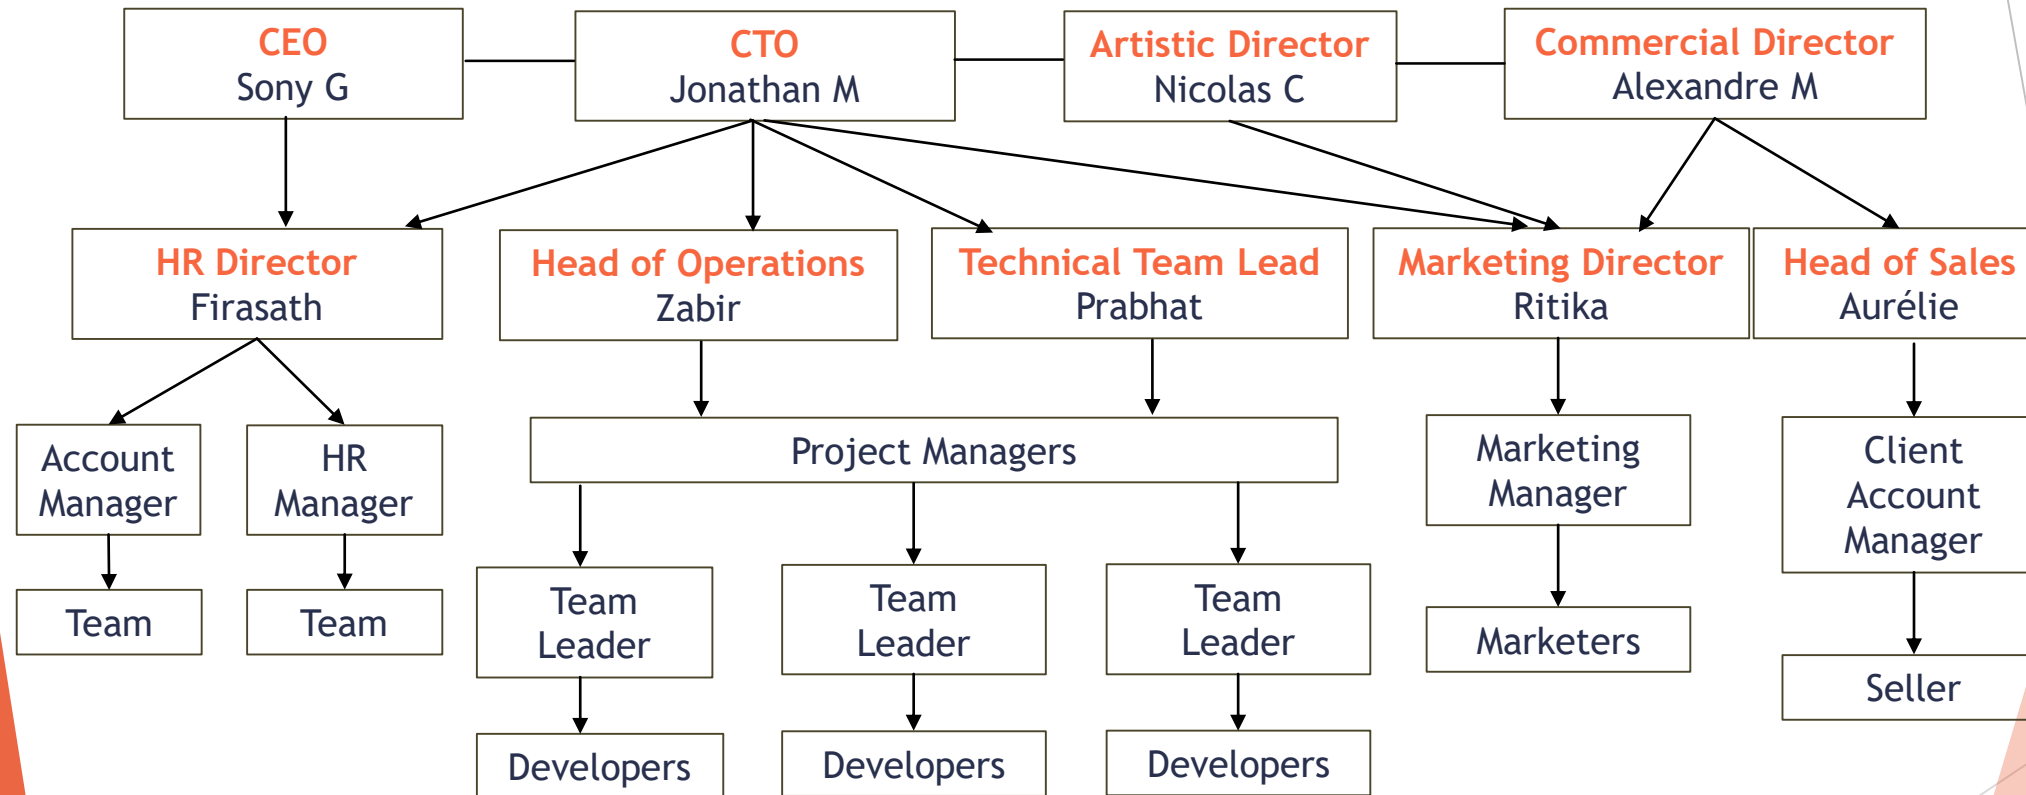 CEO
Sony G
CTO
Jonathan M
Artistic Director
Nicolas C
Commercial Director
Alexandre M
HR Director
Firasath
Head of Operations
Zabir
Technical Team Lead
Prabhat
Marketing Director
Ritika
Head of Sales
Aurélie
Account
Manager
HR
Manager
Project Managers
Marketing
Manager
Client
Account
Manager
Team
Team
Team
Leader
Team
Leader
Team
Leader
Marketers
Seller
Developers
Developers
Developers